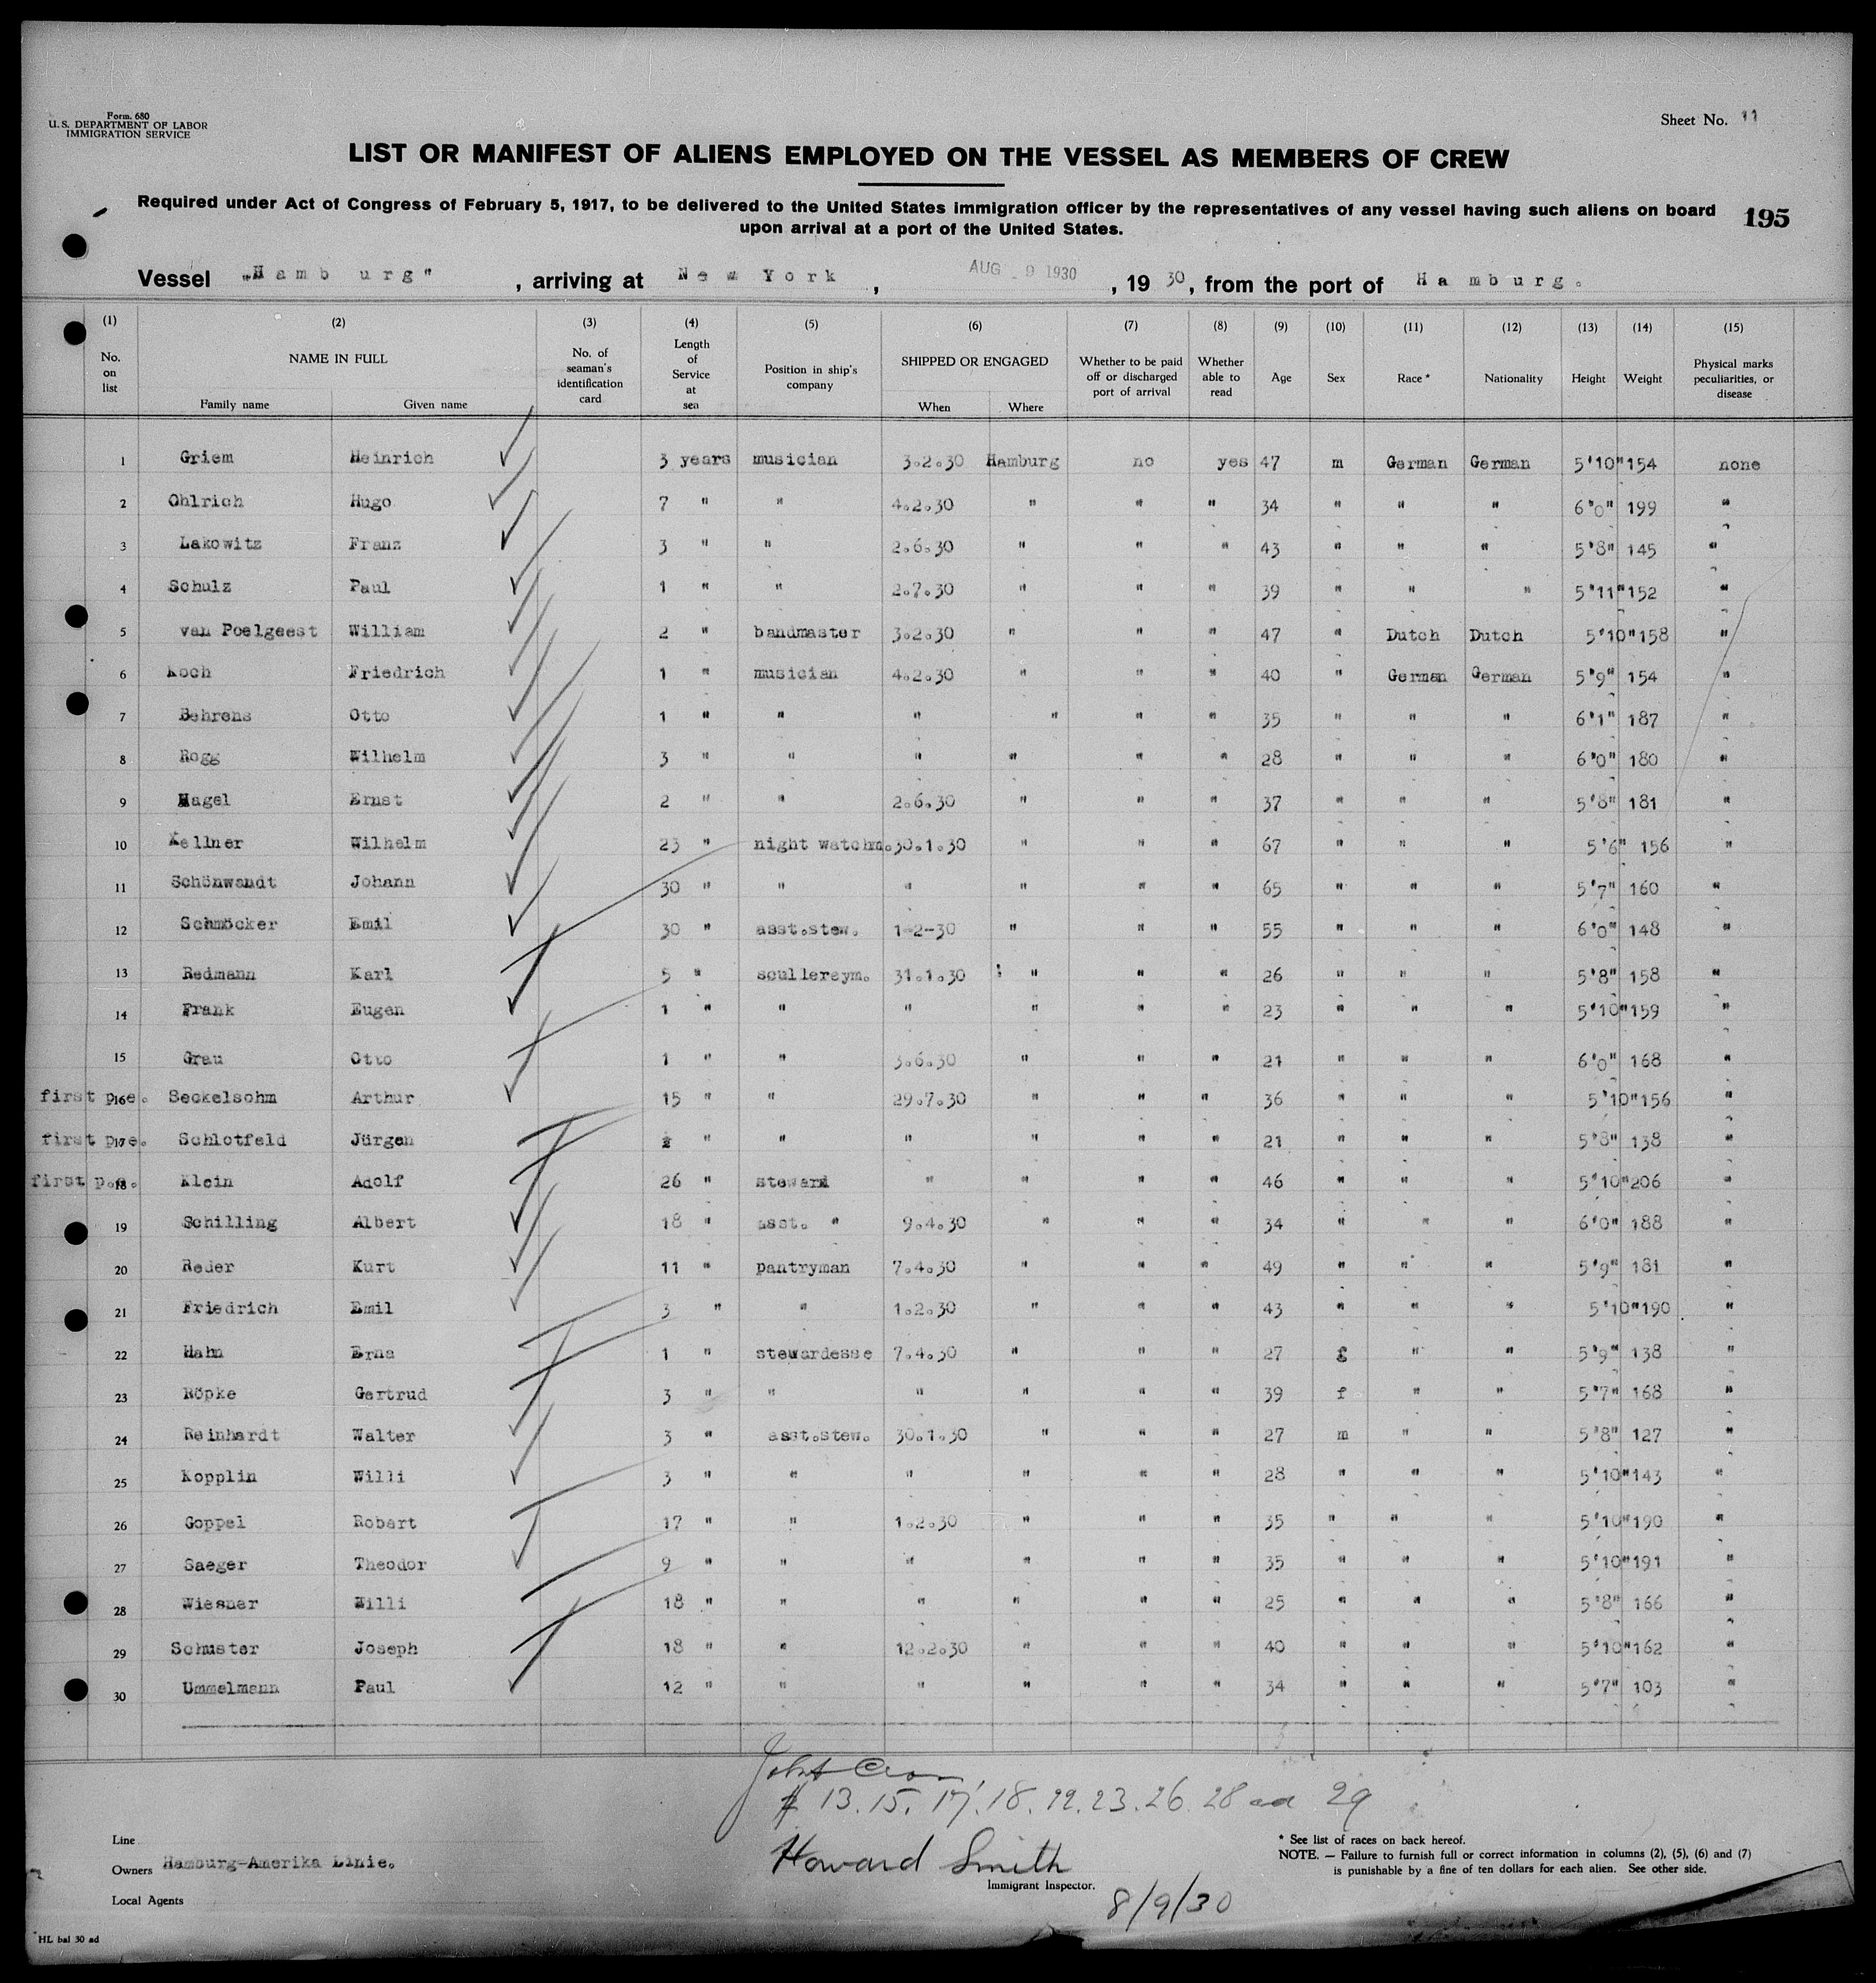 Form. 680
U. S. DEPARTMENT OF LABOR
IMMIGRATION SERVICE
Sheet No. 11
LIST OR MANIFEST OF ALIENS EMPLOYED ON THE VESSEL AS MEMBERS OF CREW
Required under Act of Congress of February 5, 1917, to be delivered to the United States immigration officer by the representatives of any vessel having such aliens on board
upon arrival at a port of the United States.
195
Vessel „Hamburg" , arriving at New York , AUG 9 1930 , 19 30, from the port of Hamburg.
(1) (2) (3) (4) (5) (6) (7) (8) (9) (10) (11) (12) (13) (14) (15)
No. on list NAME IN FULL Family name Given name No. of seaman's identification card Length of Service at sea Position in ship's company SHIPPED OR ENGAGED When Where Whether to be paid off or discharged port of arrival Whether able to read Age Sex Race * Nationality Height Weight Physical marks peculiarities, or disease
1 Griem Heinrich 3 years musician 3.2.30 Hamburg no yes 47 m German German 5'10" 154 none
2 Ohlrich Hugo 7 " " 4.2.30 " " " 34 " " " 6'0" 199 "
3 Lakowitz Franz 3 " " 2.6.30 " " " 43 " " " 5'8" 145 "
4 Schulz Paul 1 " " 2.7.30 " " " 39 " " " 5'11" 152 "
5 van Poelgeest William 2 " bandmaster 3.2.30 " " " 47 " Dutch Dutch 5'10" 158 "
6 Koch Friedrich 1 " musician 4.2.30 " " " 40 " German German 5'9" 154 "
7 Behrens Otto 1 " " " " " " 35 " " " 6'1" 187 "
8 Rogg Wilhelm 3 " " " " " " 28 " " " 6'0" 180 "
9 Hagel Ernst 2 " " 2.6.30 " " " 37 " " " 5'8" 181 "
10 Kellner Wilhelm 23 " night watchm. 30.1.30 " " " 67 " " " 5'6" 156 "
11 Schönwandt Johann 30 " " " " " " 65 " " " 5'7" 160 "
12 Schmöcker Emil 30 " asst.stew. 1-2-30 " " " 55 " " " 6'0" 148 "
13 Redmann Karl 5 " scullereym. 31.1.30 " " " 26 " " " 5'8" 158 "
14 Frank Eugen 1 " " " " " " 23 " " " 5'10" 159 "
15 Grau Otto 1 " " 3.6.30 " " " 21 " " " 6'0" 168 "
first p.e. 16 Seckelsohm Arthur 15 " " 29.7.30 " " " 36 " " " 5'10" 156 "
first p.e. 17 Schlotfeld Jürgen " " " " " " 21 " " " 5'8" 138 "
first p.e. 18 Klein Adolf 26 " steward " " " " 46 " " " 5'10" 206 "
19 Schilling Albert 18 " asst. " 9.4.30 " " " 34 " " " 6'0" 188 "
20 Reder Kurt 11 " pantryman 7.4.30 " " " 49 " " " 5'9" 181 "
21 Friedrich Emil 3 " " 1.2.30 " " " 43 " " " 5'10" 190 "
22 Hahn Erna 1 " stewardesse 7.4.30 " " " 27 f " " 5'9" 138 "
23 Röpke Gertrud 3 " " " " " " 39 f " " 5'7" 168 "
24 Reinhardt Walter 3 " asst.stew. 30.1.30 " " " 27 m " " 5'8" 127 "
25 Kopplin Willi 3 " " " " " " 28 " " " 5'10" 143 "
26 Goppel Robert 17 " " 1.2.30 " " " 35 " " " 5'10" 190 "
27 Saeger Theodor 9 " " " " " " 35 " " " 5'10" 191 "
28 Wiesner Willi 18 " " " " " " 25 " " " 5'8" 166 "
29 Schuster Joseph 18 " " 12.2.30 " " " 40 " " " 5'10" 162 "
30 Ummelmann Paul 12 " " " " " " 34 " " " 5'7" 103 "
# 13. 15. 17. 18. 22. 23. 26. 28 29
Howard Smith
Immigrant Inspector.
8/9/30
Line
Owners Hamburg-Amerika Linie.
Local Agents
* See list of races on back hereof.
NOTE. — Failure to furnish full or correct information in columns (2), (5), (6) and (7)
is punishable by a fine of ten dollars for each alien. See other side.
HL bal 30 ad